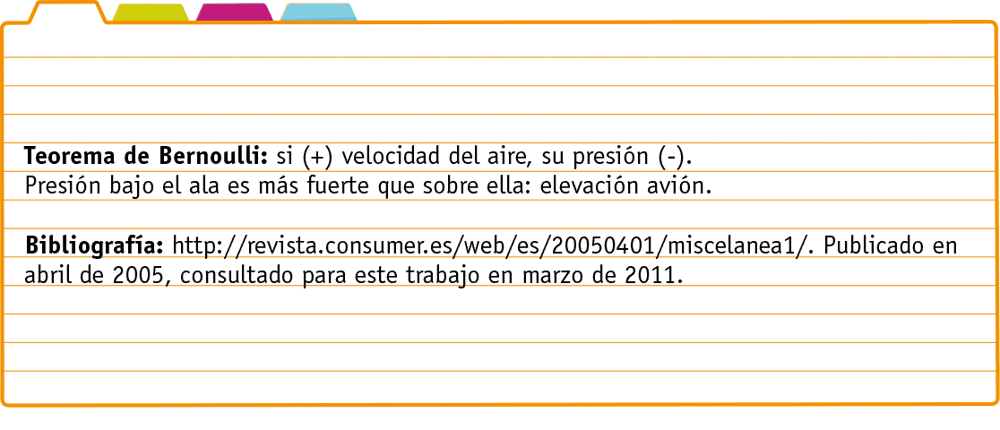 Teorema de Bernoulli: si (+) velocidad del aire, su presión (-).
Presión bajo el ala es más fuerte que sobre ella: elevación avión.
Bibliografía: http://revista.consumer.es/web/es/20050401/miscelanea1/. Publicado en
abril de 2005, consultado para este trabajo en marzo de 2011.